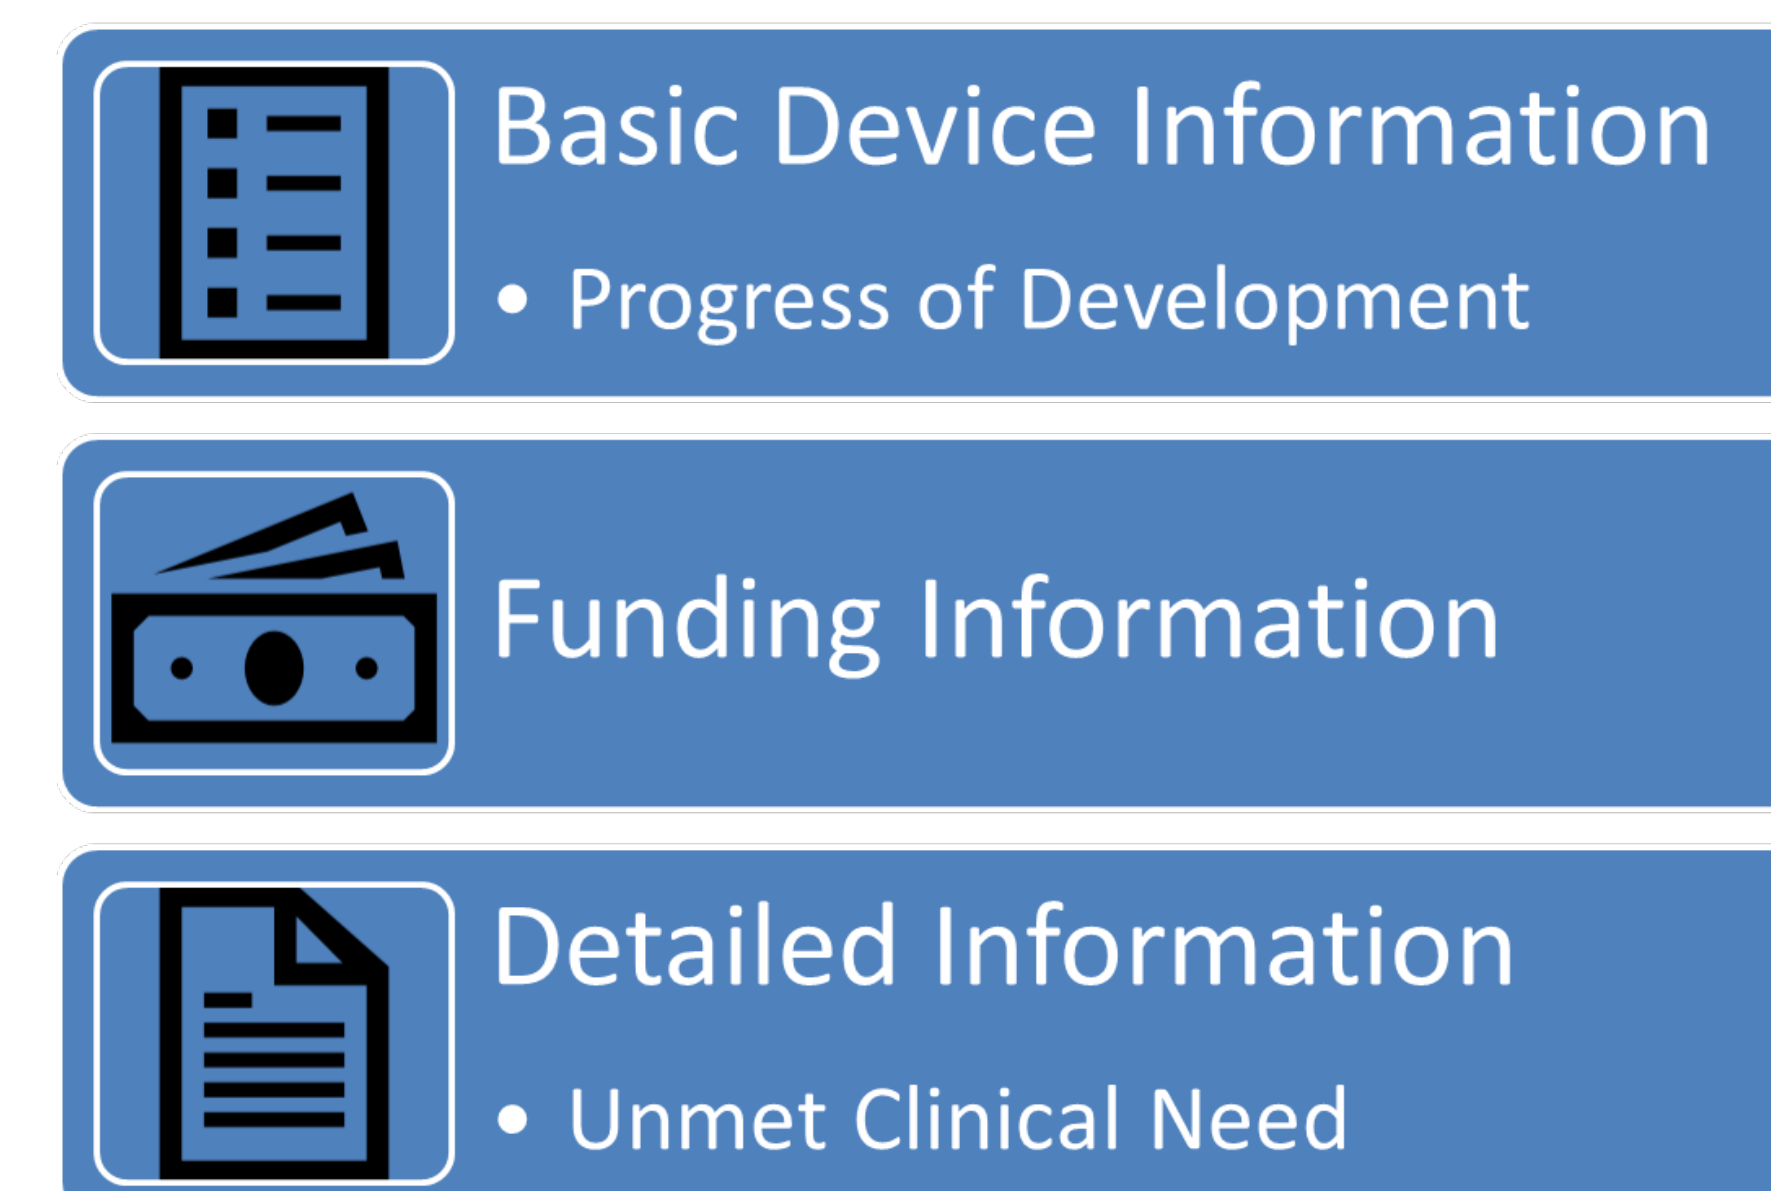 Basic Device Information
• Progress of Development
Funding Information
Detailed Information
• Unmet Clinical Need